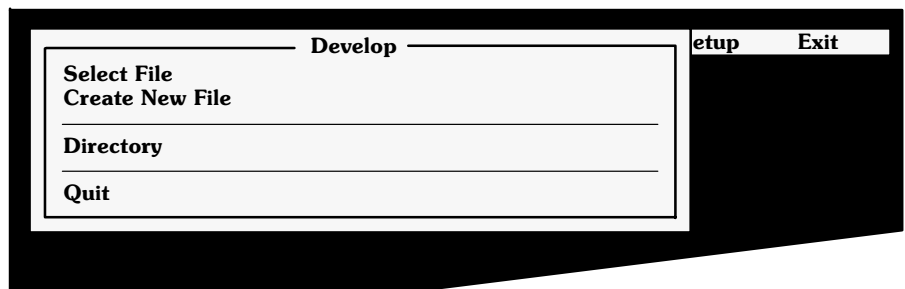 Develop
etup Exit
Select File
Create New File
Directory
Quit